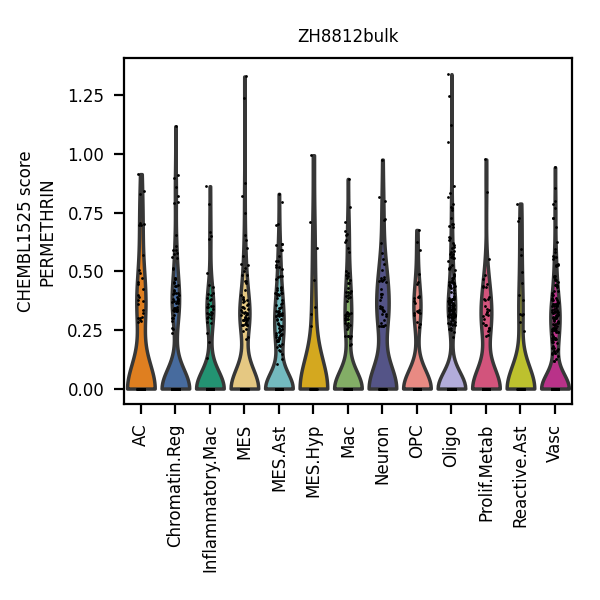 ZH8812bulk
CHEMBL1525 score
PERMETHRIN
1.25
1.00
0.75
0.50
0.25
0.00
AC
Chromatin.Reg
Inflammatory.Mac
MES
MES.Ast
MES.Hyp
Mac
Neuron
OPC
Oligo
Prolif.Metab
Reactive.Ast
Vasc